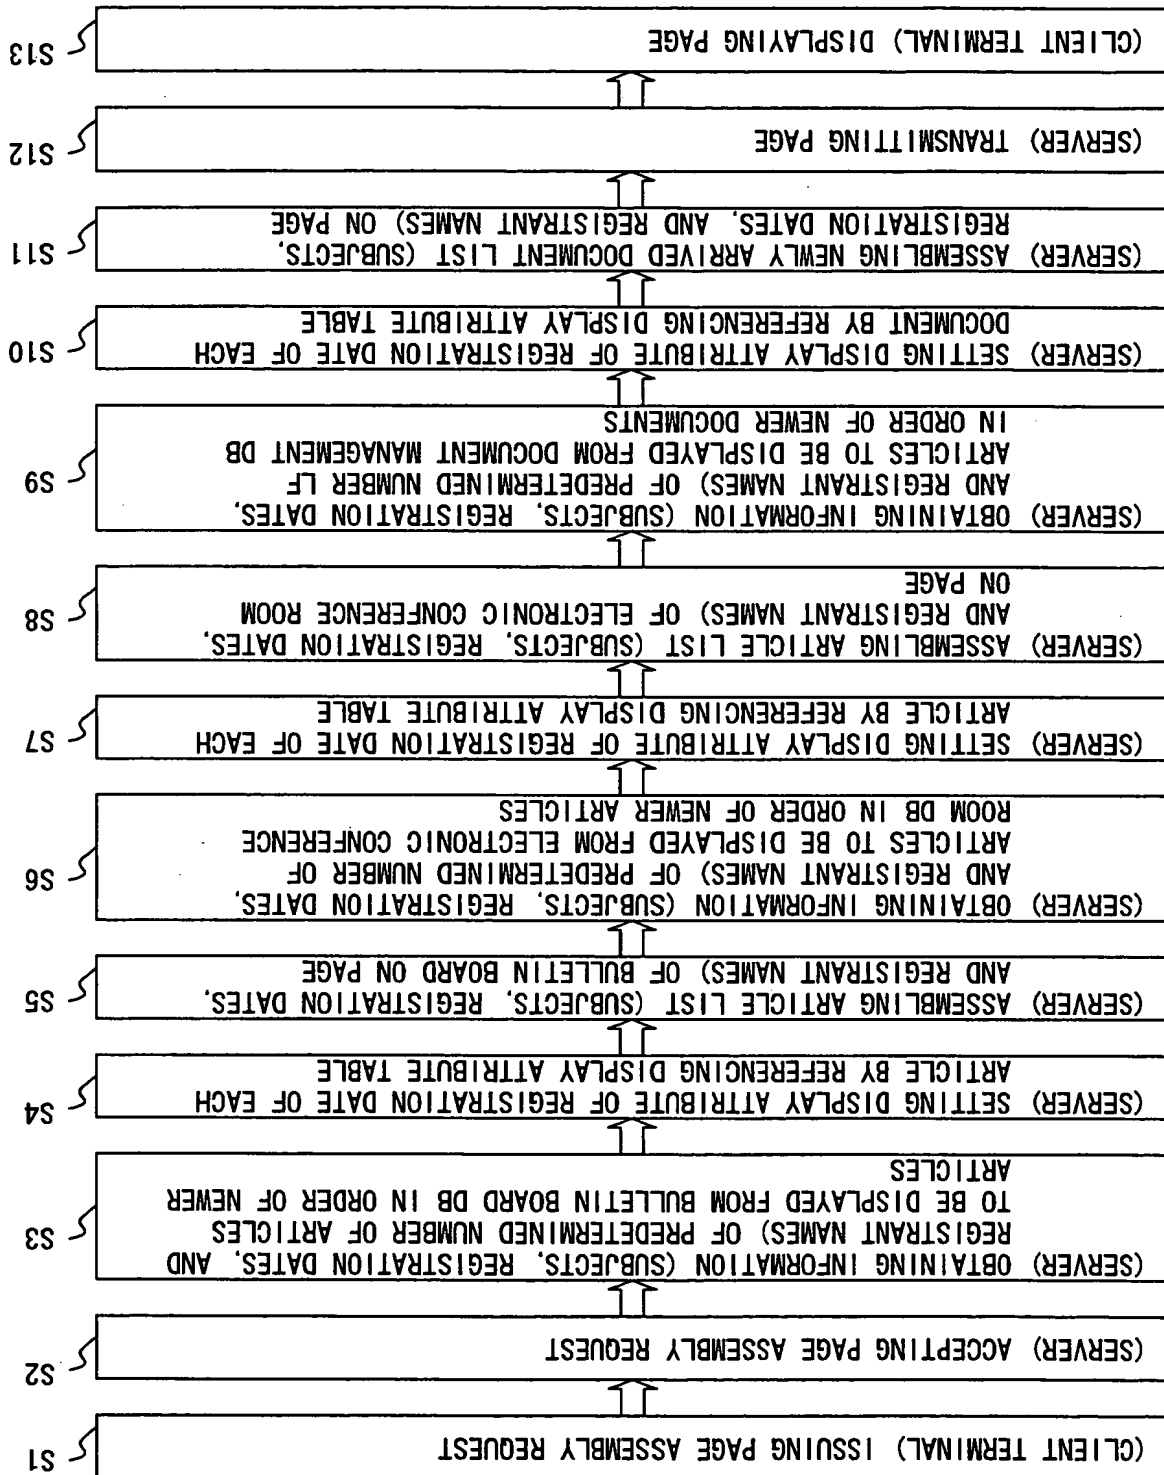 (CLIENT TERMINAL) ISSUING PAGE ASSEMBLY REQUEST
S1
(SERVER) ACCEPTING PAGE ASSEMBLY REQUEST
S2
(SERVER) OBTAINING INFORMATION (SUBJECTS, REGISTRATION DATES, AND
REGISTRANT NAMES) OF PREDETERMINED NUMBER OF ARTICLES
TO BE DISPLAYED FROM BULLETIN BOARD DB IN ORDER OF NEWER
ARTICLES
S3
(SERVER) SETTING DISPLAY ATTRIBUTE OF REGISTRATION DATE OF EACH
ARTICLE BY REFERENCING DISPLAY ATTRIBUTE TABLE
S4
(SERVER) ASSEMBLING ARTICLE LIST (SUBJECTS, REGISTRATION DATES,
AND REGISTRANT NAMES) OF BULLETIN BOARD ON PAGE
S5
(SERVER) OBTAINING INFORMATION (SUBJECTS, REGISTRATION DATES,
AND REGISTRANT NAMES) OF PREDETERMINED NUMBER OF
ARTICLES TO BE DISPLAYED FROM ELECTRONIC CONFERENCE
ROOM DB IN ORDER OF NEWER ARTICLES
S6
(SERVER) SETTING DISPLAY ATTRIBUTE OF REGISTRATION DATE OF EACH
ARTICLE BY REFERENCING DISPLAY ATTRIBUTE TABLE
S7
(SERVER) ASSEMBLING ARTICLE LIST (SUBJECTS, REGISTRATION DATES,
AND REGISTRANT NAMES) OF ELECTRONIC CONFERENCE ROOM
ON PAGE
S8
(SERVER) OBTAINING INFORMATION (SUBJECTS, REGISTRATION DATES,
AND REGISTRANT NAMES) OF PREDETERMINED NUMBER LF
ARTICLES TO BE DISPLAYED FROM DOCUMENT MANAGEMENT DB
IN ORDER OF NEWER DOCUMENTS
S9
(SERVER) SETTING DISPLAY ATTRIBUTE OF REGISTRATION DATE OF EACH
DOCUMENT BY REFERENCING DISPLAY ATTRIBUTE TABLE
S10
(SERVER) ASSEMBLING NEWLY ARRIVED DOCUMENT LIST (SUBJECTS,
REGISTRATION DATES, AND REGISTRANT NAMES) ON PAGE
S11
(SERVER) TRANSMITTING PAGE
S12
(CLIENT TERMINAL) DISPLAYING PAGE
S13